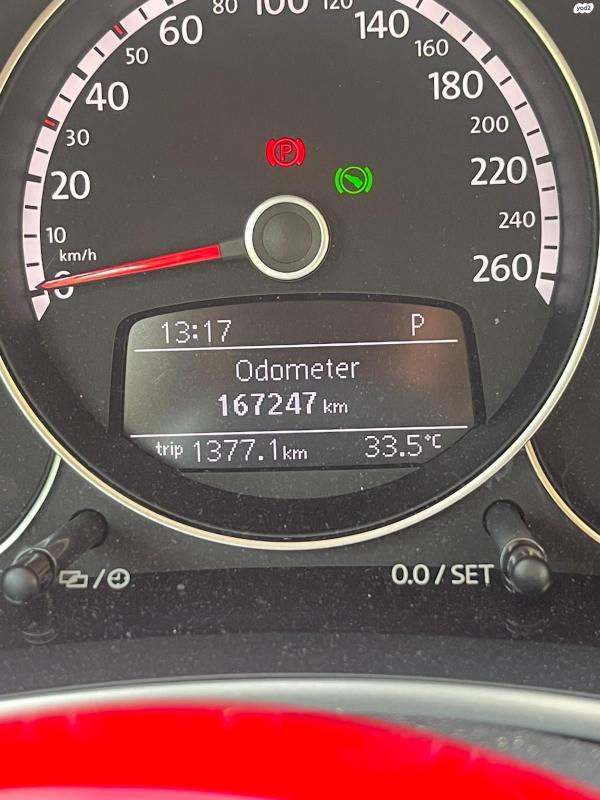 80 100 120
60 140
50 160
40 180
30 200
20 220
10 240
km/h
0 260
P
13:17 P
Odometer
167247 km
trip 1377.1 km 33.5°C
0.0 / SET
yad2